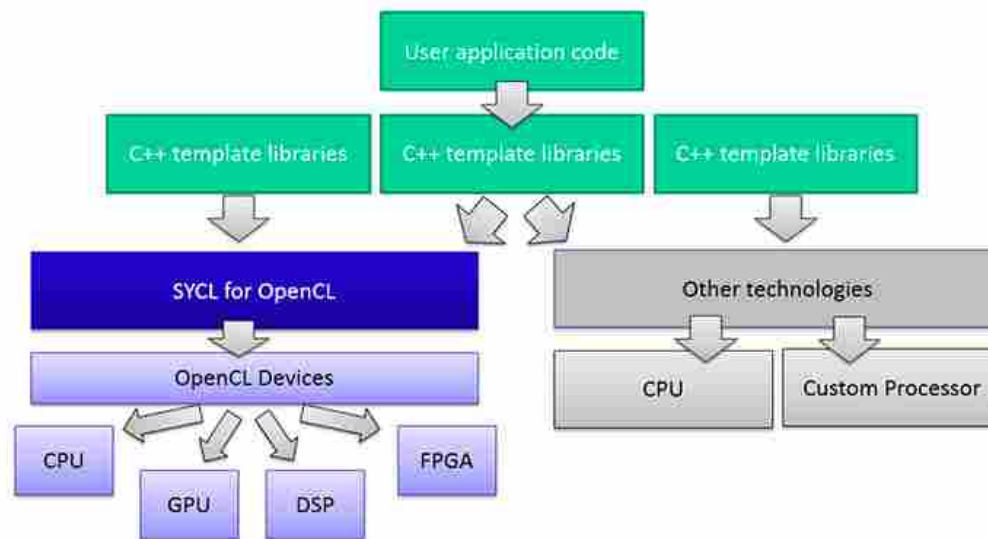 User application code
C++ template libraries
C++ template libraries
C++ template libraries
SYCL for OpenCL
Other technologies
OpenCL Devices
CPU
Custom Processor
CPU
FPGA
GPU
DSP